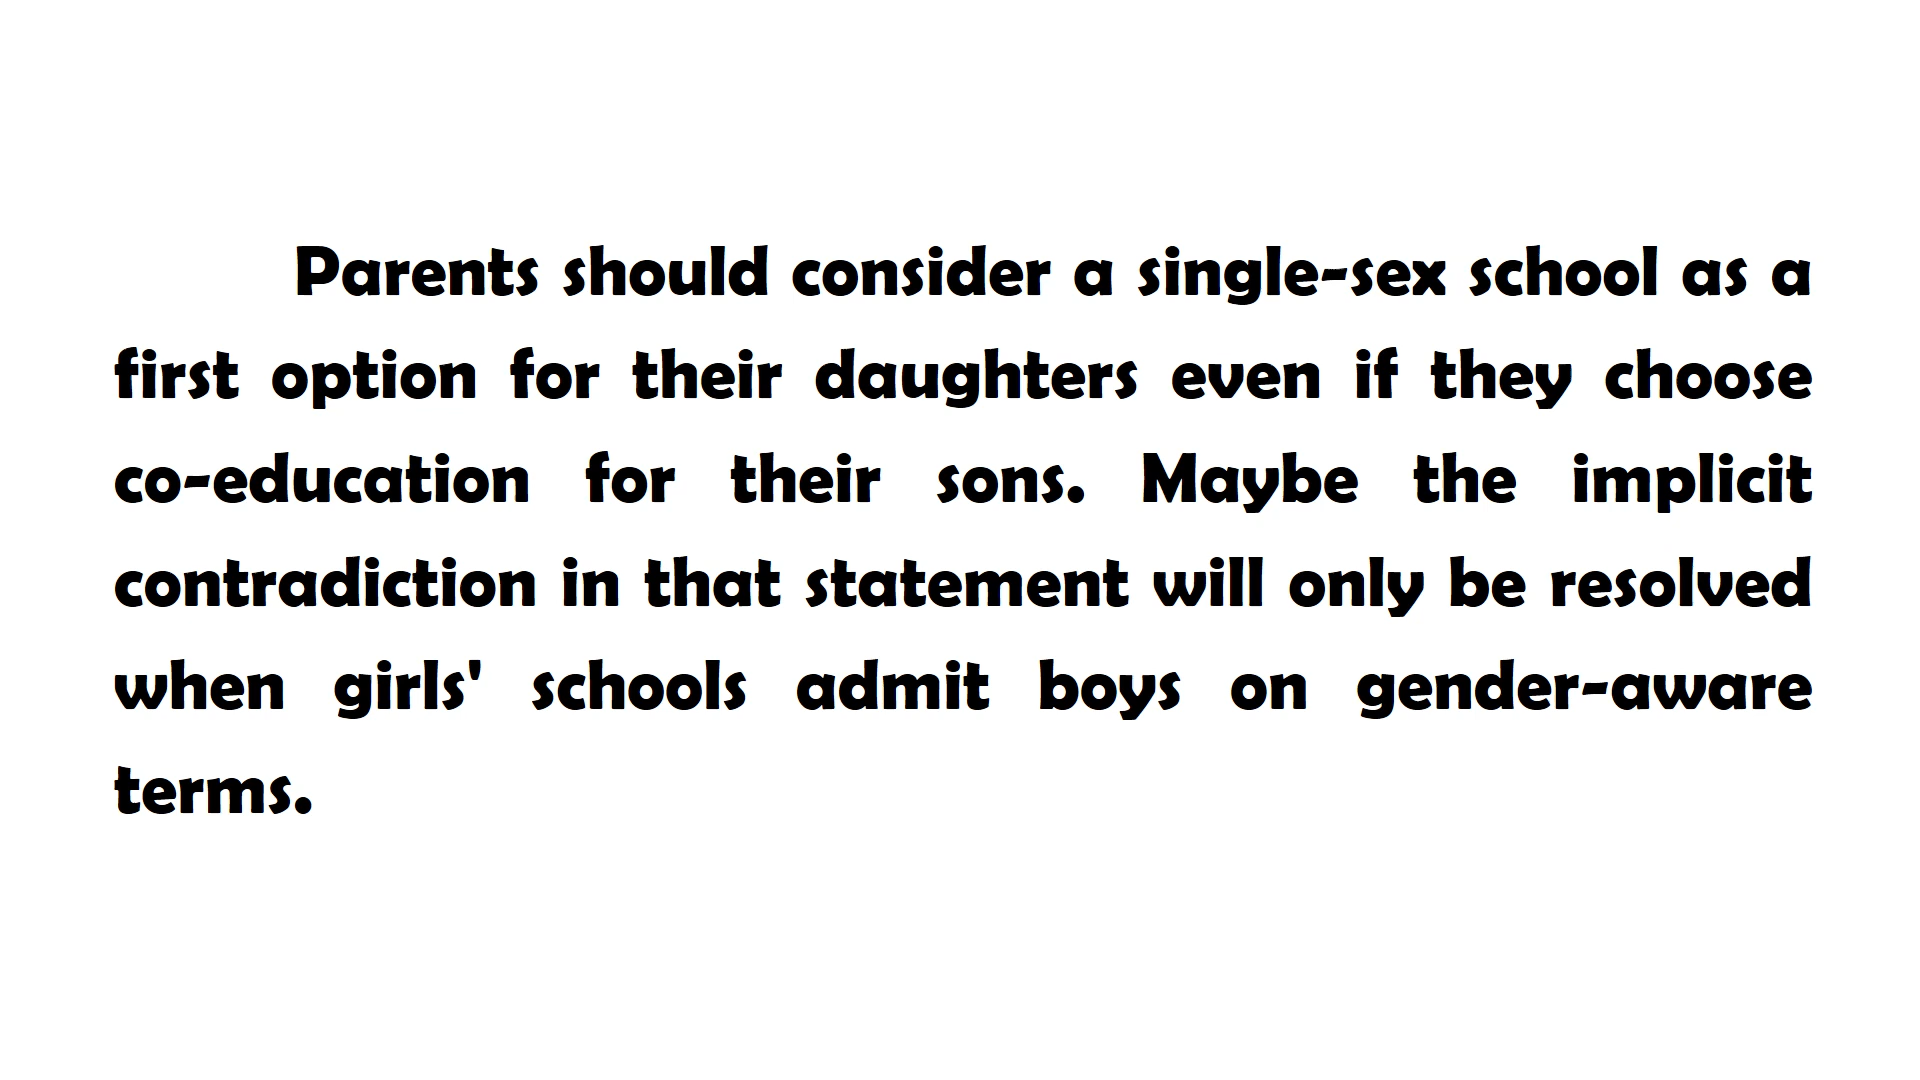 Parents should consider a single-sex school as a
first option for their daughters even if they choose
co-education for their sons. Maybe the implicit
contradiction in that statement will only be resolved
when girls' schools admit boys on gender-aware
terms.